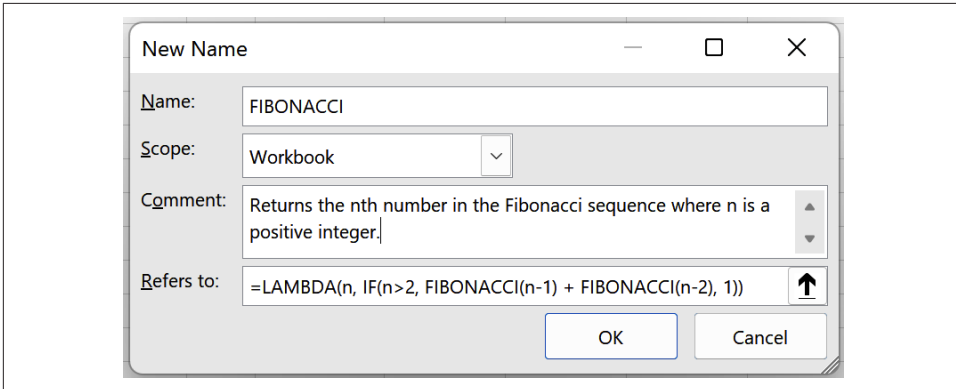 New Name
Name:
FIBONACCI
Scope:
Workbook
Comment:
Returns the nth number in the Fibonacci sequence where n is a
positive integer.
Refers to:
=LAMBDA(n, IF(n>2, FIBONACCI(n-1) + FIBONACCI(n-2), 1))
OK
Cancel